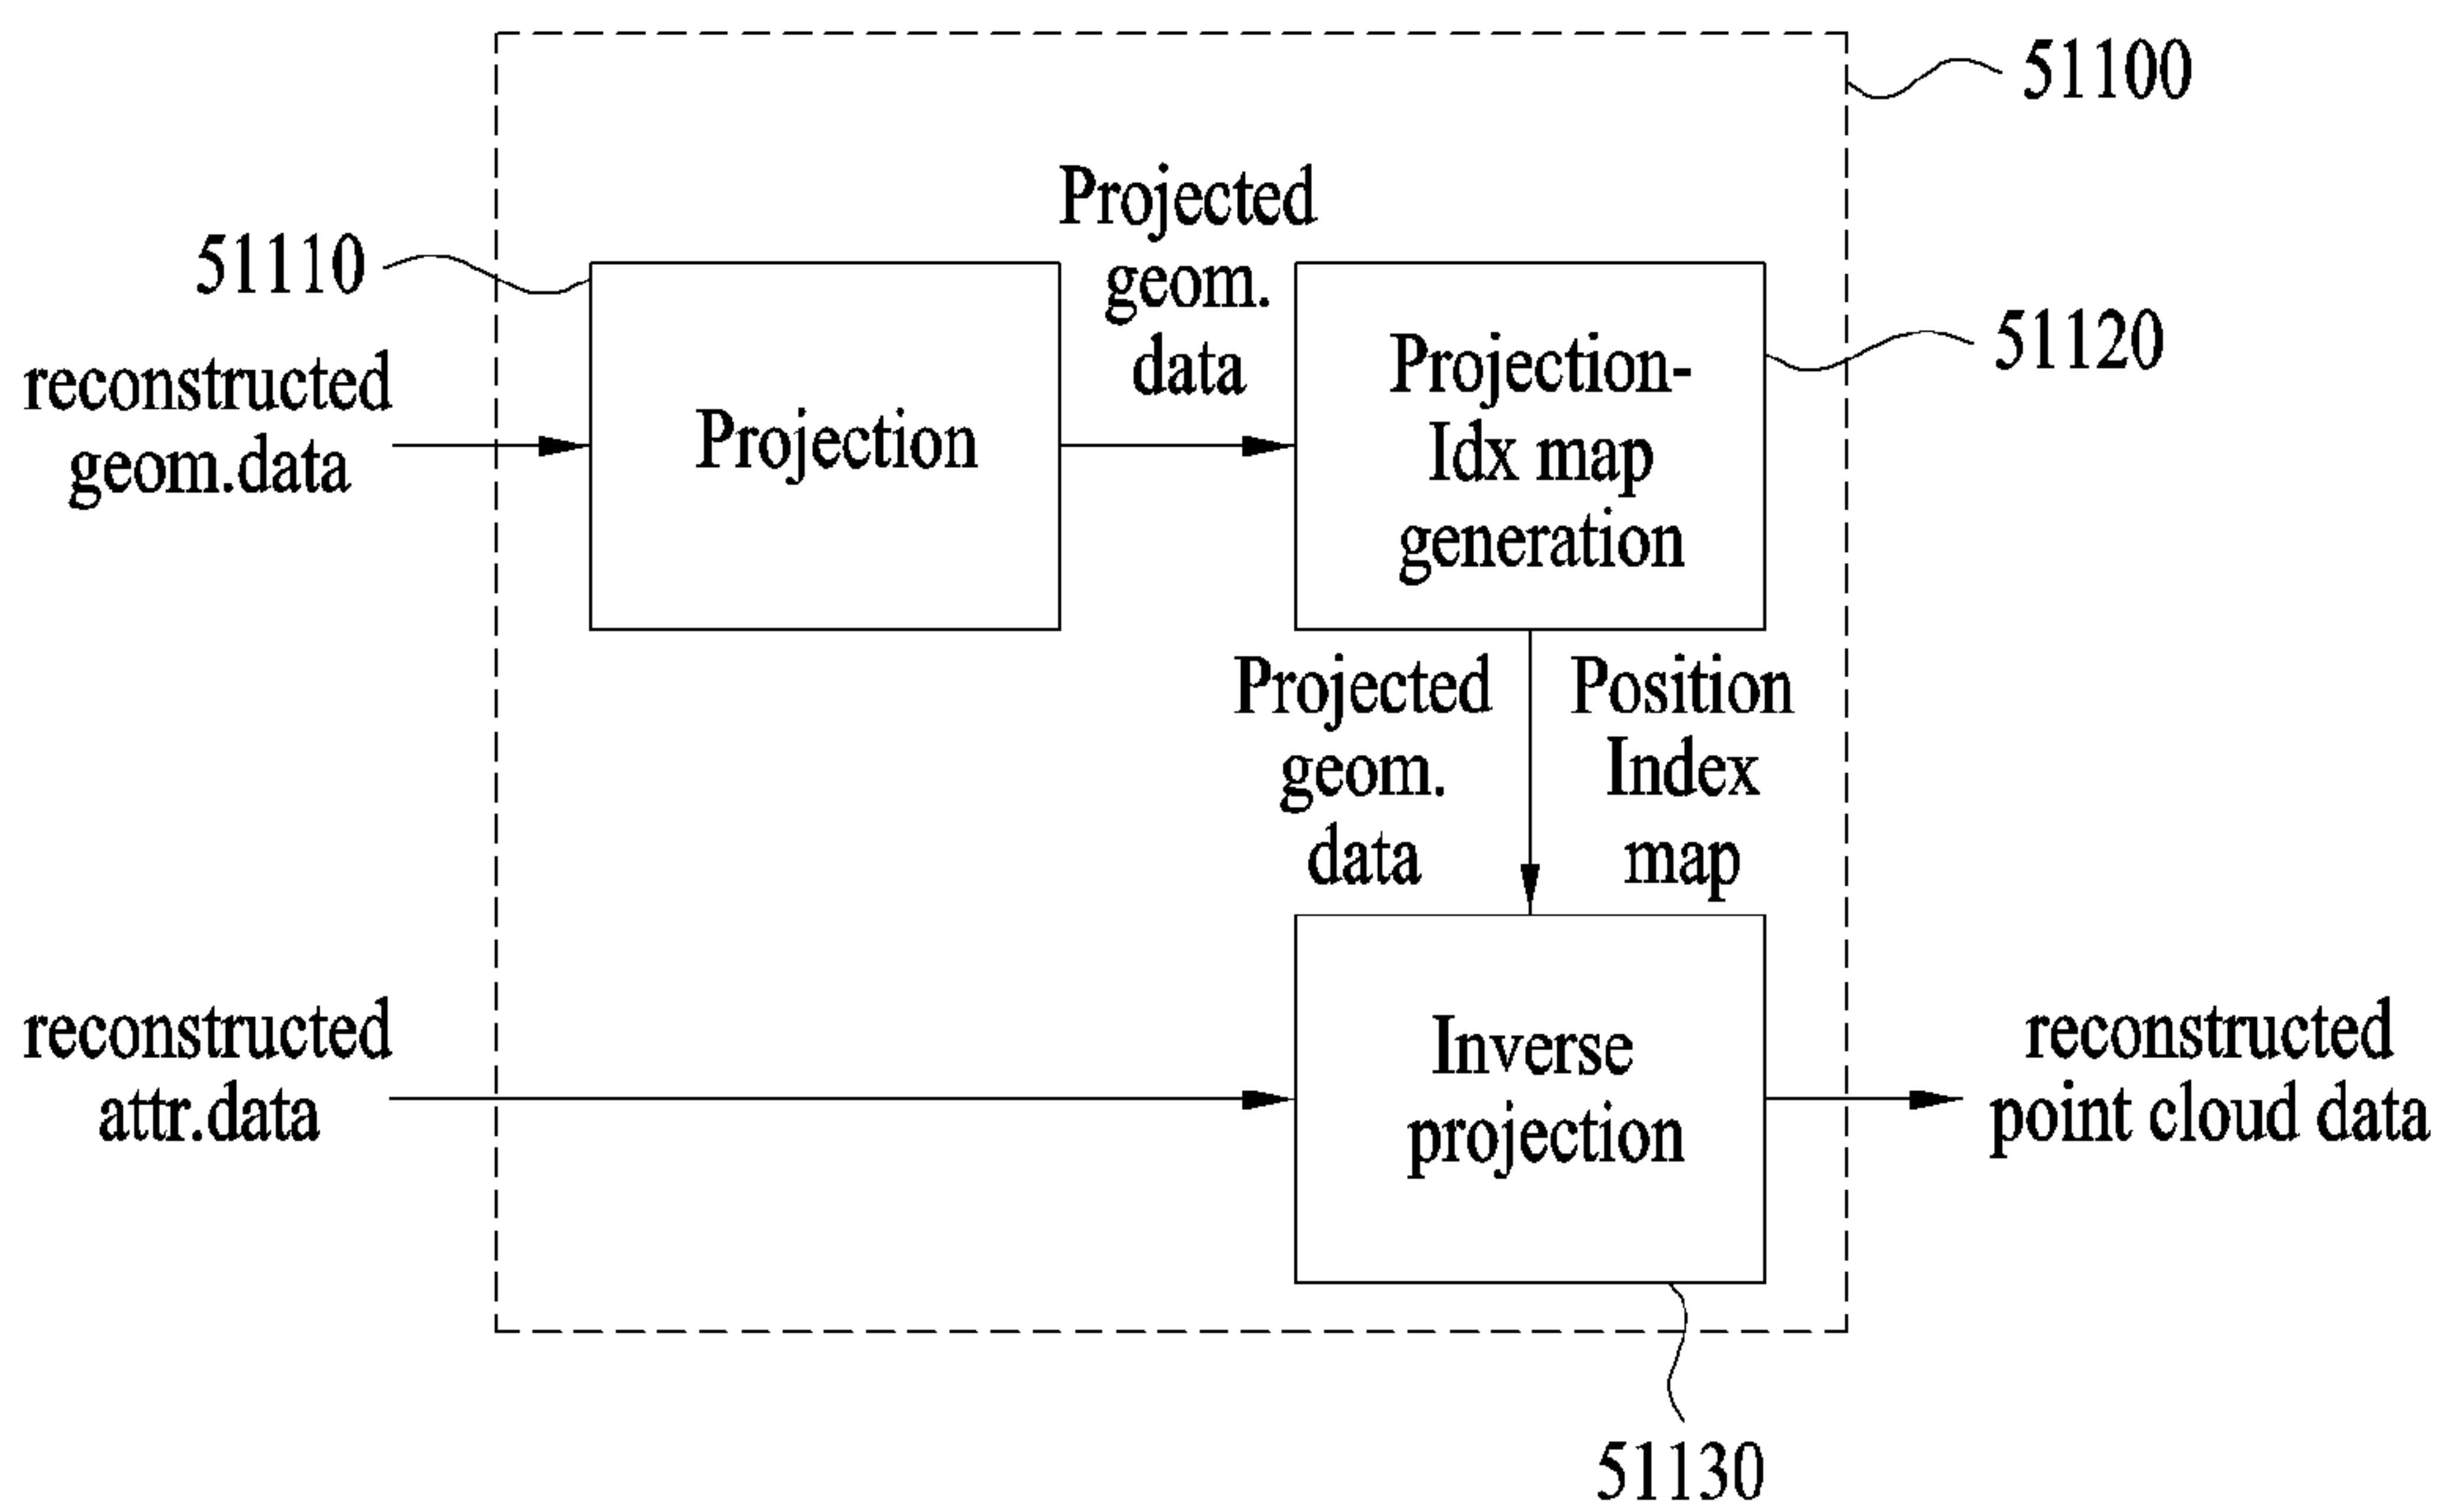 51100
Projected
geom.
data
51110
reconstructed
geom.data
Projection
Projection-
Idx map
generation
51120
Projected
geom.
data
Position
Index
map
reconstructed
attr.data
Inverse
projection
reconstructed
point cloud data
51130